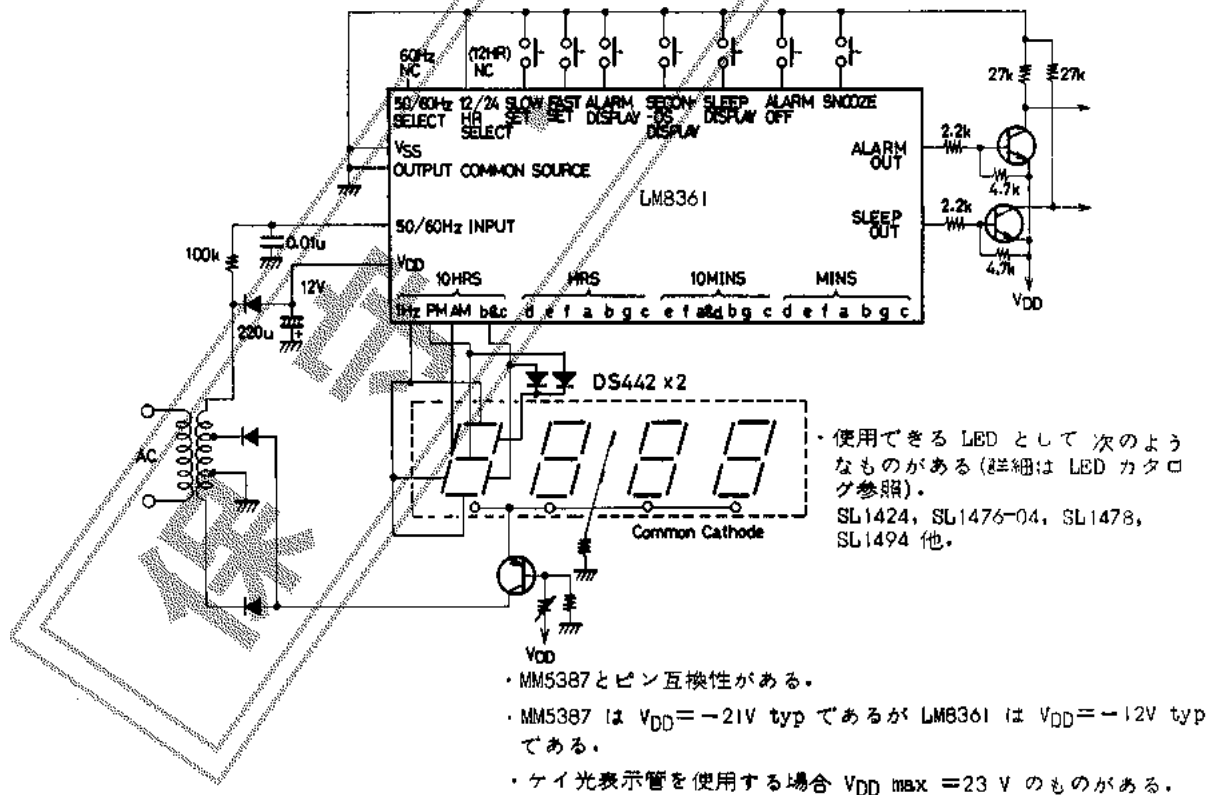 60Hz
NC
(12HR)
NC
50/60Hz
SELECT
12/24
HR
SELECT
SLOW
SET
FAST
SET
ALARM
DISPLAY
SECON-
DS
DISPLAY
SLEEP
DISPLAY
ALARM
OFF
SNOOZE
27k
27k
VSS
OUTPUT COMMON SOURCE
LM8361
ALARM
OUT
2.2k
4.7k
SLEEP
OUT
2.2k
4.7k
VDD
50/60Hz INPUT
0.01u
100k
VDD
12V
220u
10HRS
HRS
10MINS
MINS
1Hz PM AM b&c
d e f a b g c
e f a&d b g c
d e f a b g c
DS442 x2
AC
Common Cathode
VDD
・使用できる LED として 次のよう
なものがある(詳細は LED カタロ
グ参照).
SL1424, SL1476-04, SL1478,
SL1494 他.
・MM5387とピン互換性がある.
・MM5387 は VDD=-21V typ であるが LM8361 は VDD=-12V typ
である.
・ケイ光表示管を使用する場合 VDD max =23 V のものがある.